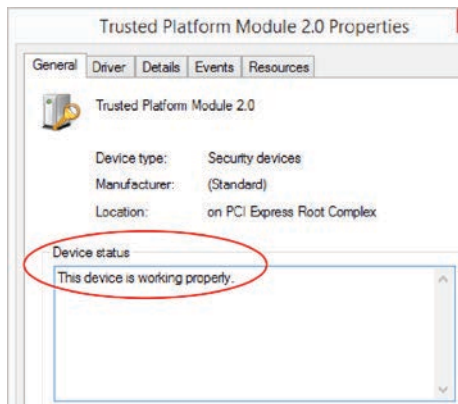 Trusted Platform Module 2.0 Properties
General Driver Details Events Resources
Trusted Platform Module 2.0
Device type: Security devices
Manufacturer: (Standard)
Location: on PCI Express Root Complex
Device status
This device is working properly.